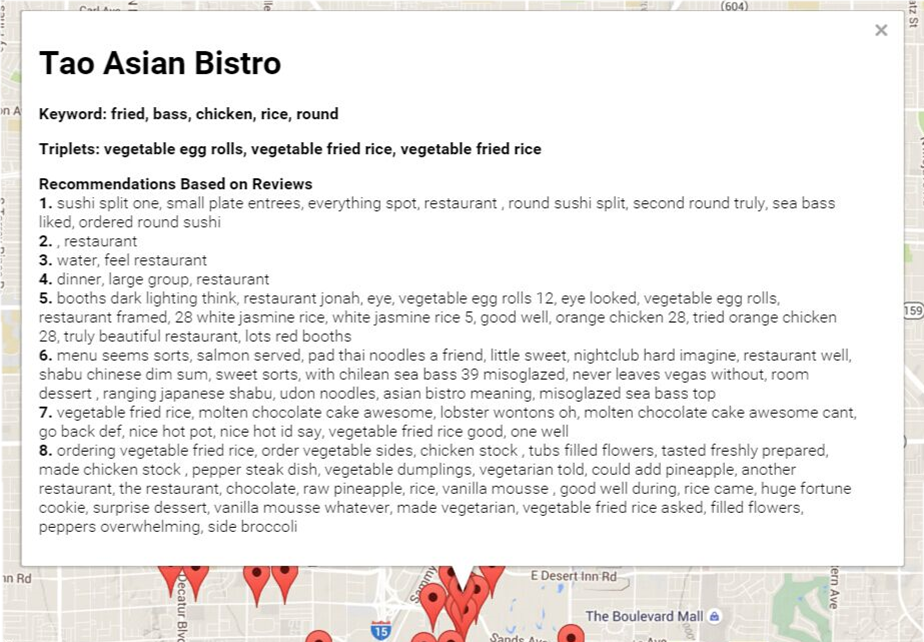 Carl Ave
(604)
×
Tao Asian Bistro
Keyword: fried, bass, chicken, rice, round
Triplets: vegetable egg rolls, vegetable fried rice, vegetable fried rice
Recommendations Based on Reviews
1. sushi split one, small plate entrees, everything spot, restaurant , round sushi split, second round truly, sea bass
liked, ordered round sushi
2. , restaurant
3. water, feel restaurant
4. dinner, large group, restaurant
5. booths dark lighting think, restaurant jonah, eye, vegetable egg rolls 12, eye looked, vegetable egg rolls,
restaurant framed, 28 white jasmine rice, white jasmine rice 5, good well, orange chicken 28, tried orange chicken
28, truly beautiful restaurant, lots red booths
6. menu seems sorts, salmon served, pad thai noodles a friend, little sweet, nightclub hard imagine, restaurant well,
shabu chinese dim sum, sweet sorts, with chilean sea bass 39 misoglazed, never leaves vegas without, room
dessert , ranging japanese shabu, udon noodles, asian bistro meaning, misoglazed sea bass top
7. vegetable fried rice, molten chocolate cake awesome, lobster wontons oh, molten chocolate cake awesome cant,
go back def, nice hot pot, nice hot id say, vegetable fried rice good, one well
8. ordering vegetable fried rice, order vegetable sides, chicken stock , tubs filled flowers, tasted freshly prepared,
made chicken stock , pepper steak dish, vegetable dumplings, vegetarian told, could add pineapple, another
restaurant, the restaurant, chocolate, raw pineapple, rice, vanilla mousse , good well during, rice came, huge fortune
cookie, surprise dessert, vanilla mousse whatever, made vegetarian, vegetable fried rice asked, filled flowers,
peppers overwhelming, side broccoli
159
nn Rd
Decatur Blv
Sammy
E Desert Inn Rd
ern Ave
The Boulevard Mall
15
Sands Ave